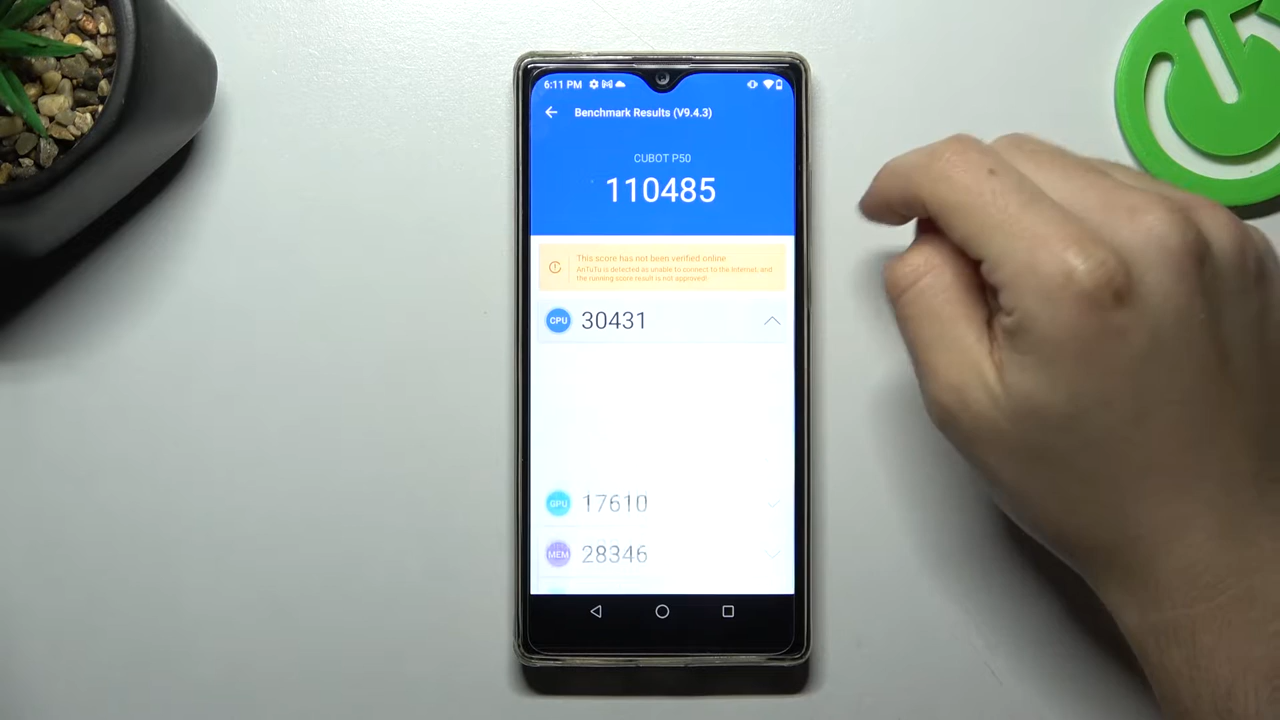 6:11 PM
Benchmark Results (V9.4.3)
CUBOT P50
110485
This score has not been verified online
AnTuTu is detected as unable to connect to the Internet, and
the running score result is not approved!
CPU 30431
GPU 17610
MEM 28346